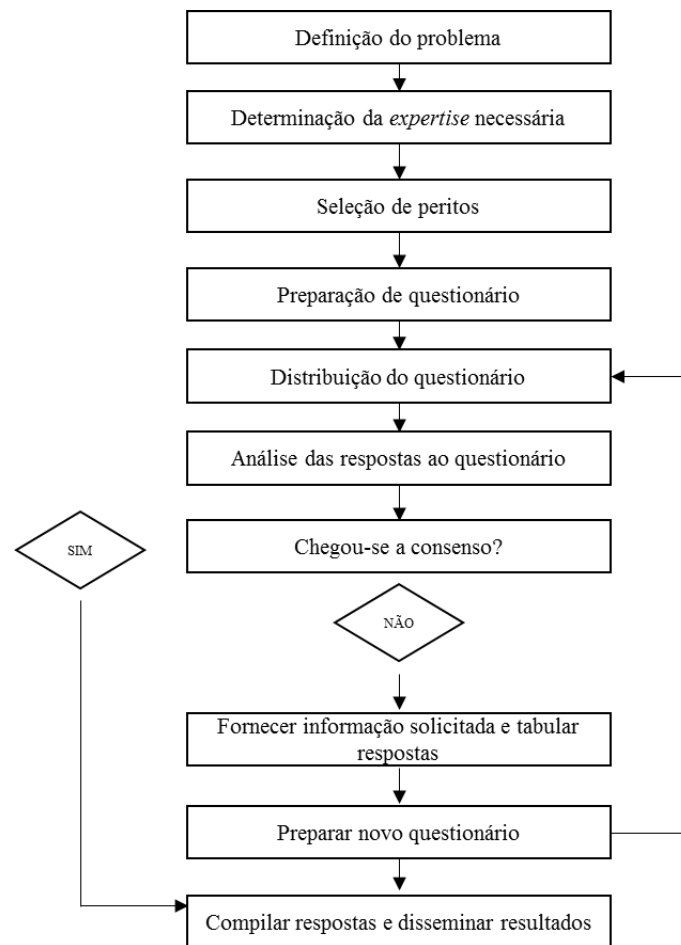 Definição do problema
Determinação da expertise necessária
Seleção de peritos
Preparação de questionário
Distribuição do questionário
Análise das respostas ao questionário
SIM
Chegou-se a consenso?
NÃO
Fornecer informação solicitada e tabular
respostas
Preparar novo questionário
Compilar respostas e disseminar resultados